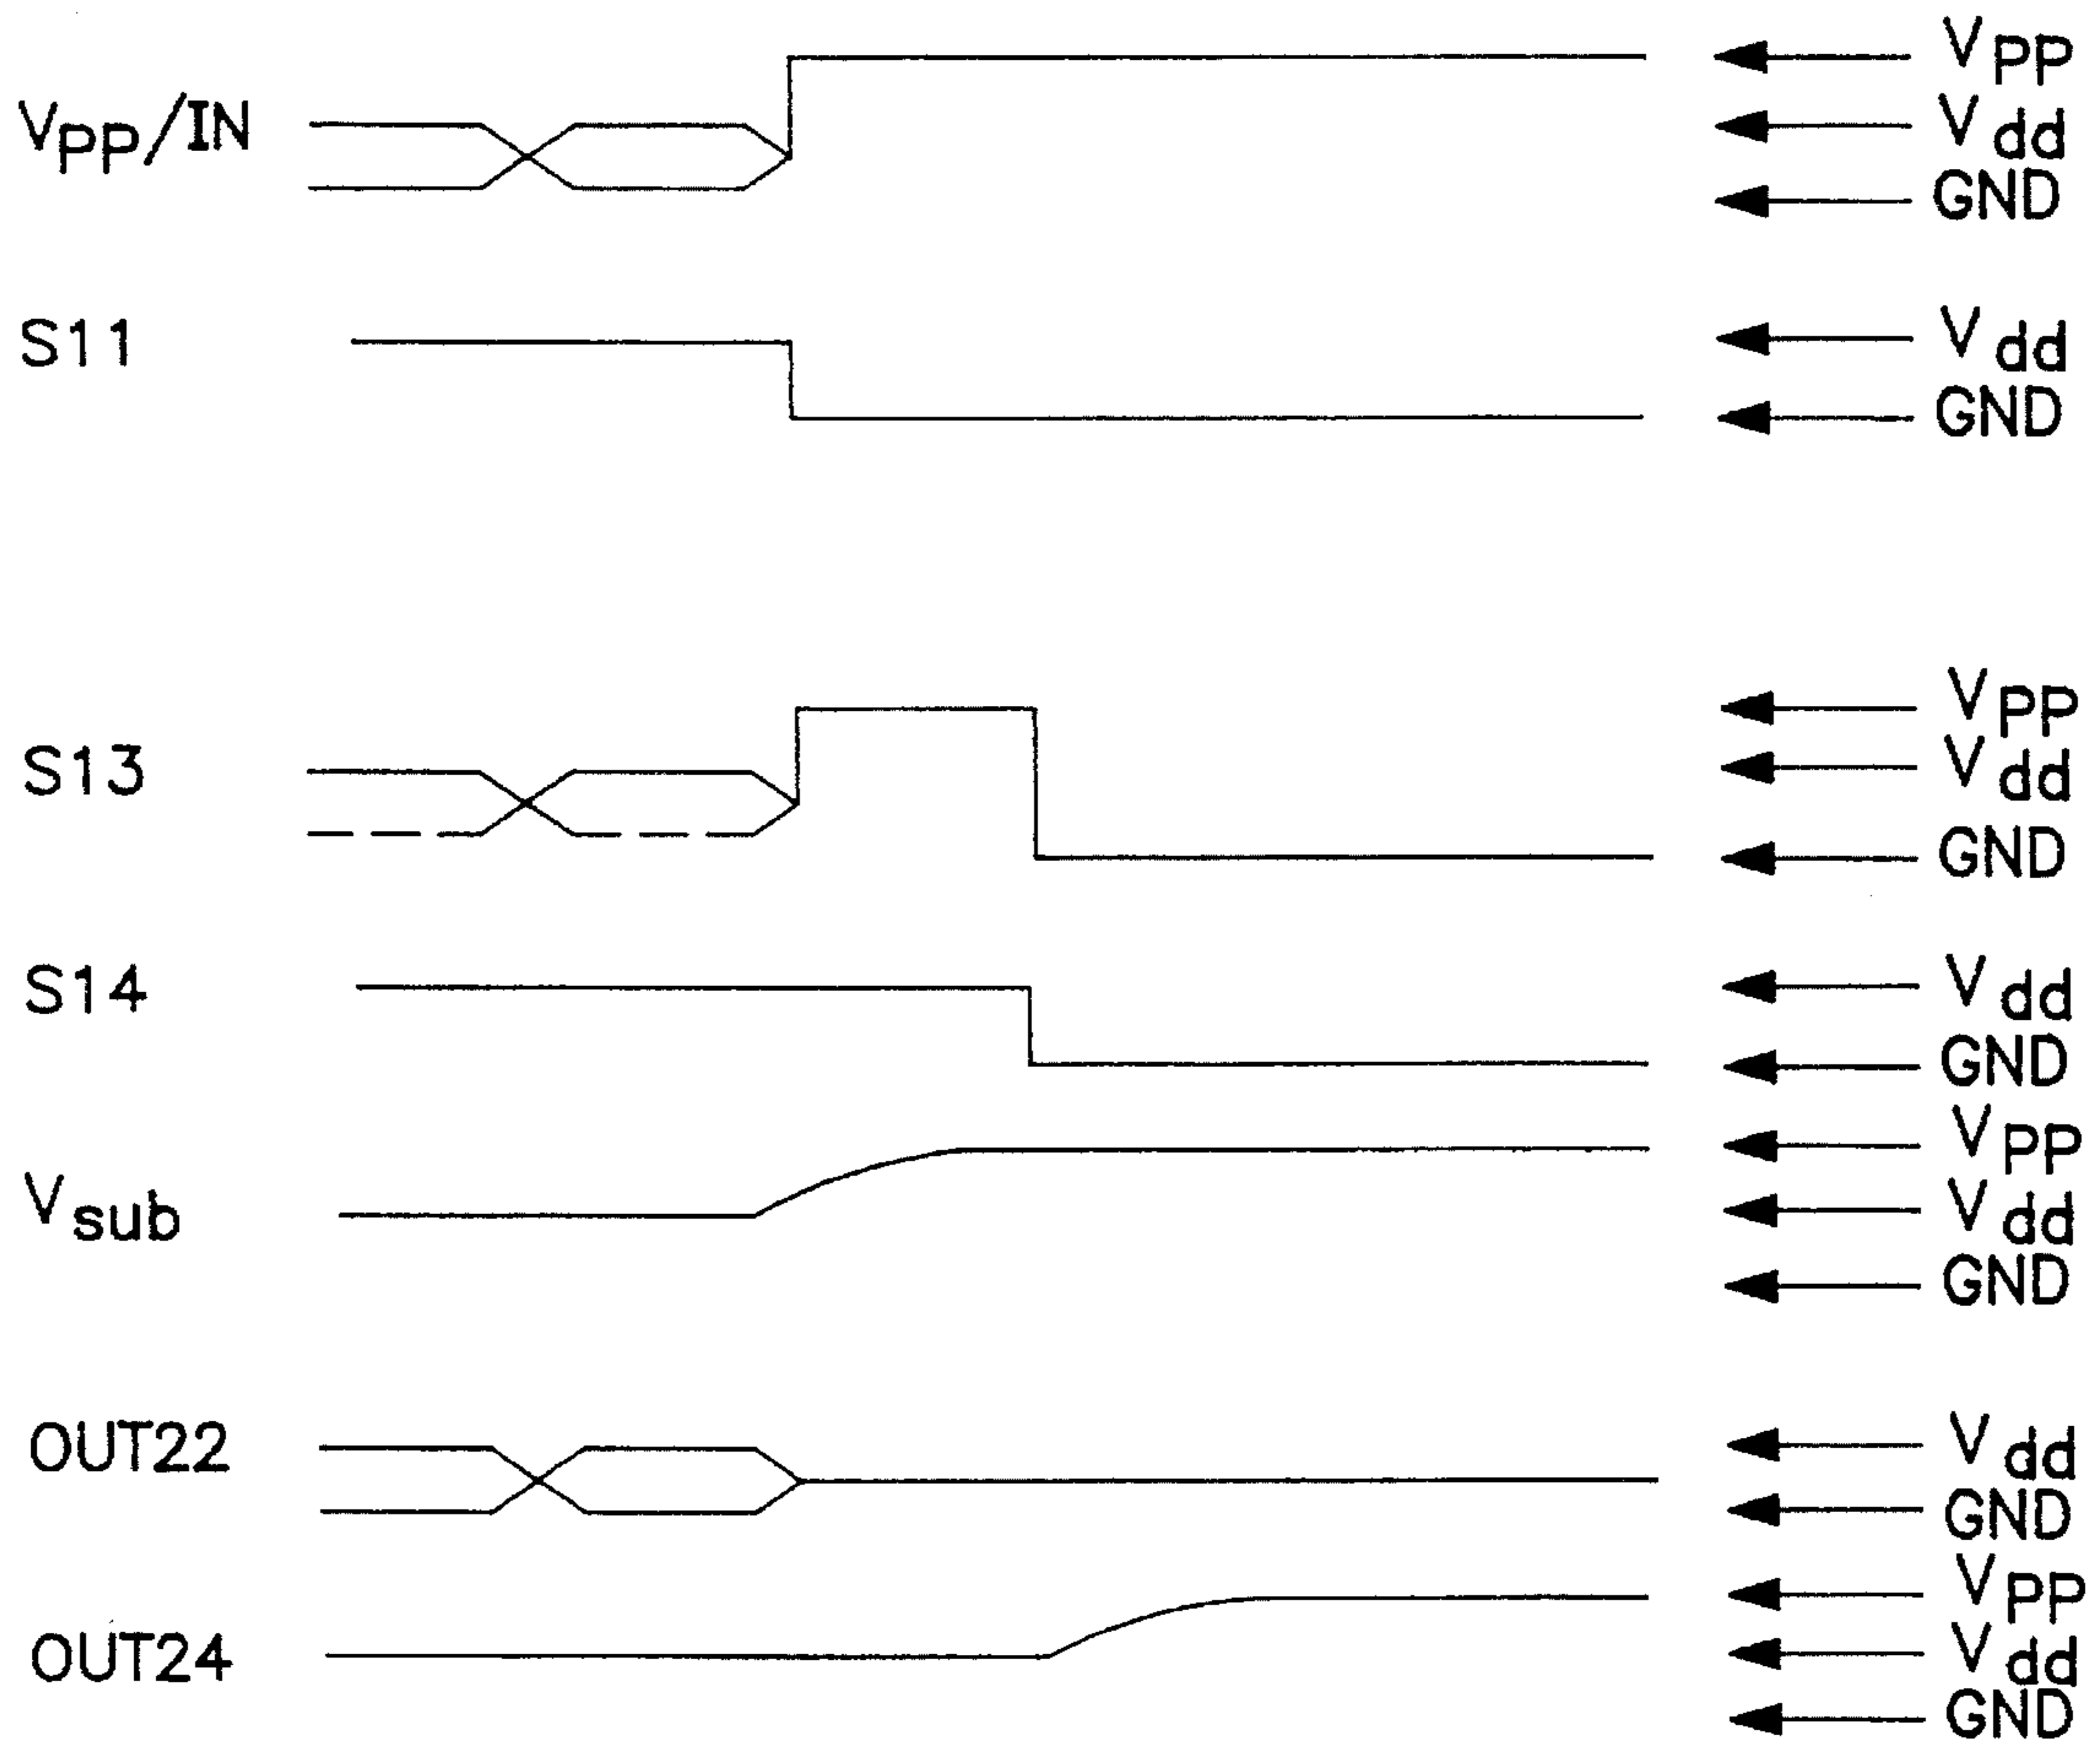 VPP/IN
VPP
Vdd
GND
S11
Vdd
GND
S13
VPP
Vdd
GND
S14
Vdd
GND
Vsub
VPP
Vdd
GND
OUT22
Vdd
GND
OUT24
VPP
Vdd
GND